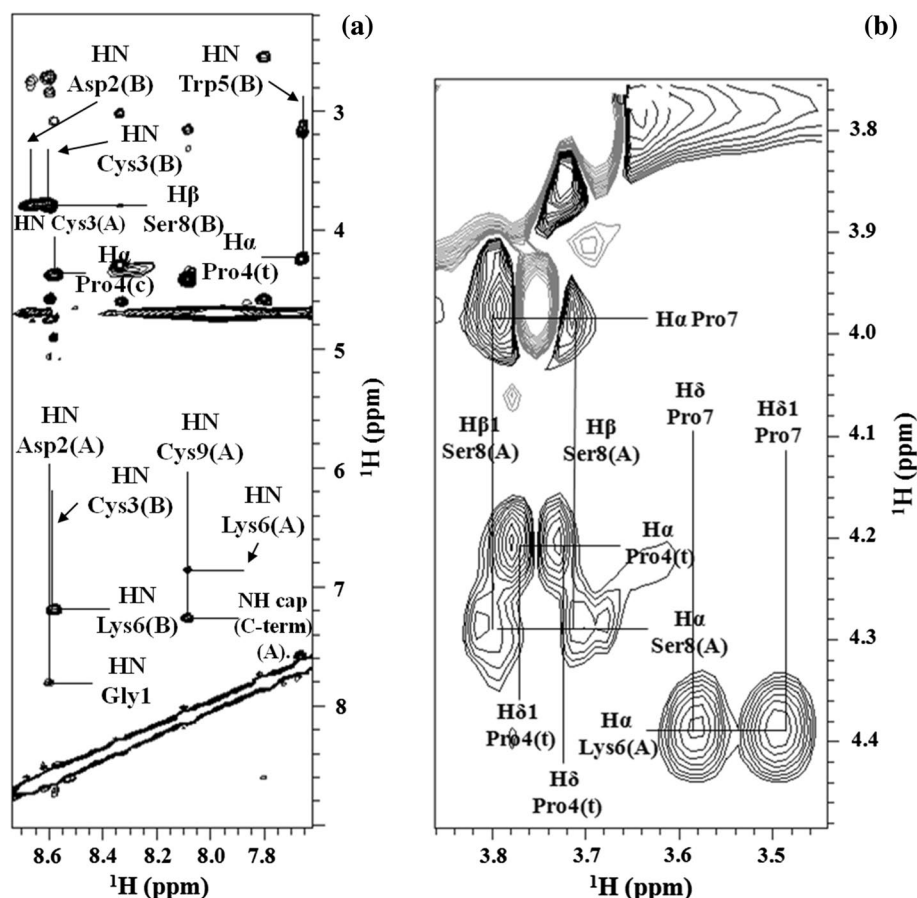 (a)
HN
Asp2(B)
HN
Trp5(B)
HN
Cys3(B)
Hβ
Ser8(B)
HN Cys3(A)
Hα
Pro4(c)
Hα
Pro4(t)
HN
Asp2(A)
HN
Cys9(A)
HN
Cys3(B)
HN
Lys6(A)
HN
Lys6(B)
NH cap
(C-term)
(A).
HN
Gly1
3
4
5
6
7
8
¹H (ppm)
8.6 8.4 8.2 8.0 7.8
¹H (ppm)
(b)
Hα Pro7
Hβ1
Ser8(A)
Hβ
Ser8(A)
Hδ
Pro7
Hδ1
Pro7
Hα
Pro4(t)
Hα
Ser8(A)
Hδ1
Pro4(t)
Hα
Lys6(A)
Hδ
Pro4(t)
3.8
3.9
4.0
4.1
4.2
4.3
4.4
¹H (ppm)
3.8 3.7 3.6 3.5
¹H (ppm)